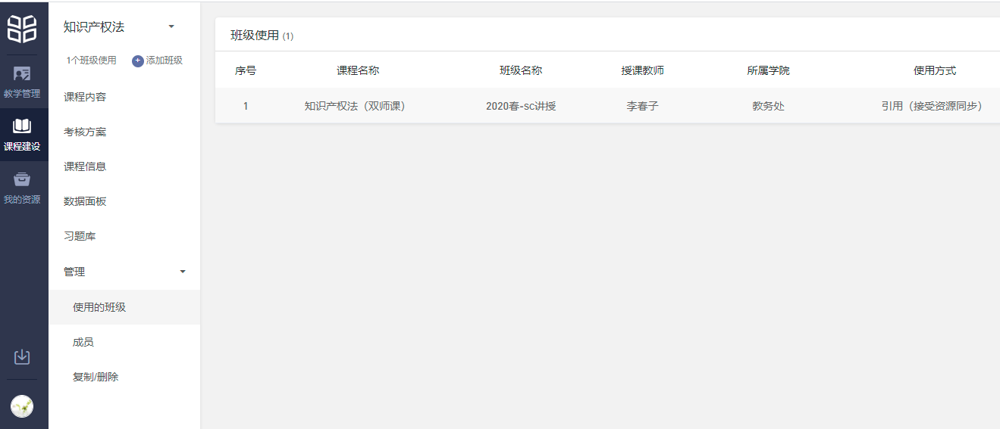 教学管理
课程建设
我的资源
知识产权法
1个班级使用 添加班级
课程内容
考核方案
课程信息
数据面板
习题库
管理
使用的班级
成员
复制/删除
班级使用 (1)
序号 课程名称 班级名称 授课教师 所属学院 使用方式
1 知识产权法（双师课） 2020春-sc讲授 李春子 教务处 引用（接受资源同步）